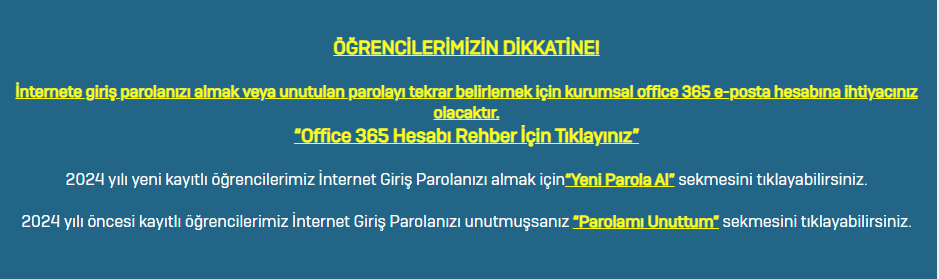 ÖĞRENCİLERİMİZİN DİKKATİNE!
İnternete giriş parolanızı almak veya unutulan parolayı tekrar belirlemek için kurumsal office 365 e-posta hesabına ihtiyacınız
olacaktır.
“Office 365 Hesabı Rehber İçin Tıklayınız”
2024 yılı yeni kayıtlı öğrencilerimiz İnternet Giriş Parolanızı almak için“Yeni Parola Al” sekmesini tıklayabilirsiniz.
2024 yılı öncesi kayıtlı öğrencilerimiz İnternet Giriş Parolanızı unutmuşsanız “Parolamı Unuttum” sekmesini tıklayabilirsiniz.